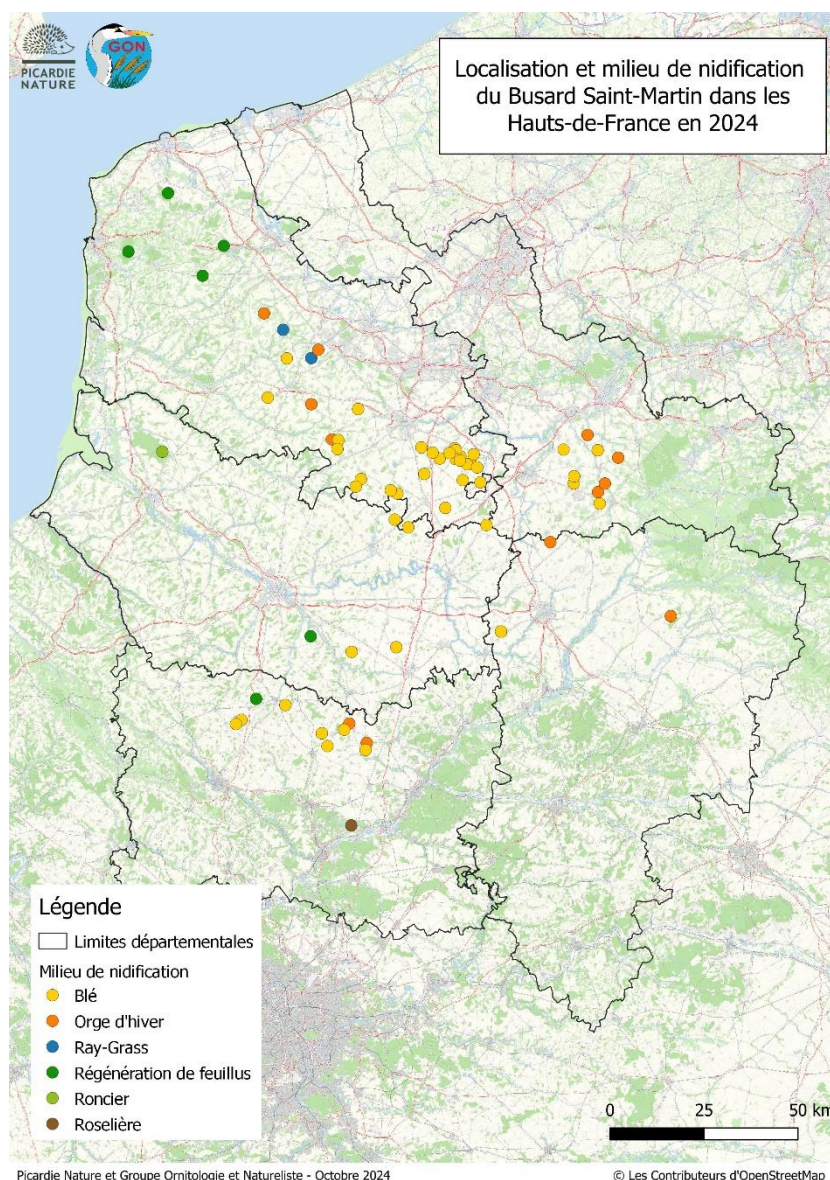 PICARDIE
NATURE
GON
Localisation et milieu de nidification
du Busard Saint-Martin dans les
Hauts-de-France en 2024
Légende
Limites départementales
Milieu de nidification
Blé
Orge d'hiver
Ray-Grass
Régénération de feuillus
Roncier
Roselière
0 25 50 km
Picardie Nature et Groupe Ornitologie et Natureliste - Octobre 2024
© Les Contributeurs d'OpenStreetMap